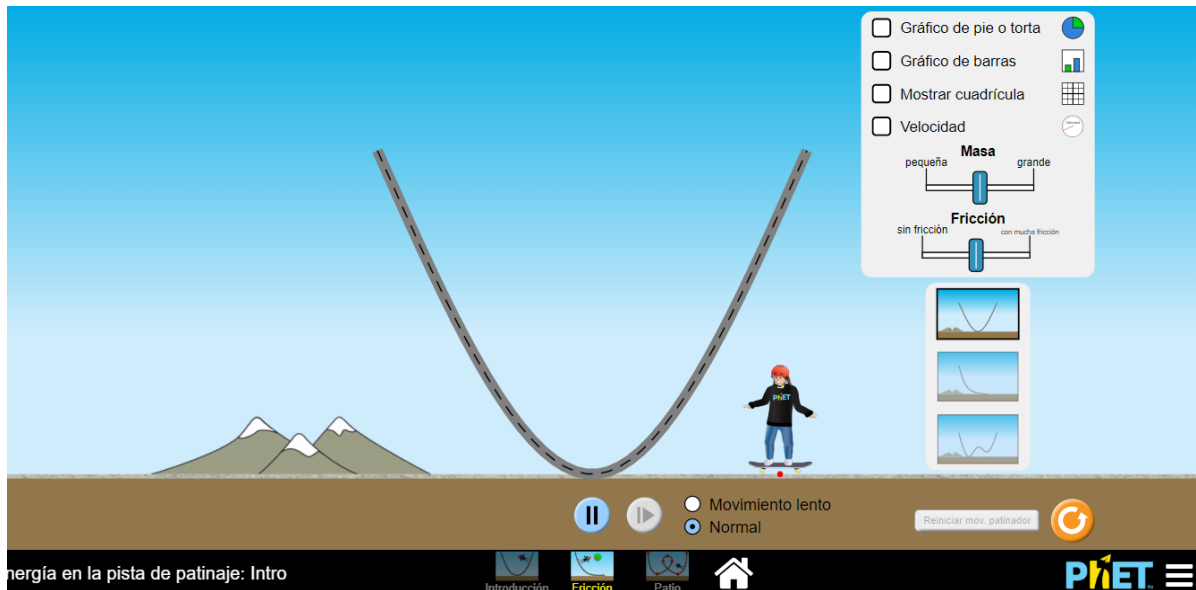 Gráfico de pie o torta
Gráfico de barras
Mostrar cuadrícula
Velocidad
Masa
pequeña
grande
Fricción
sin fricción
con mucha fricción
PhET
Movimiento lento
Normal
Reiniciar mov. patinador
nergía en la pista de patinaje: Intro
Introducción
Fricción
Patio
PhET